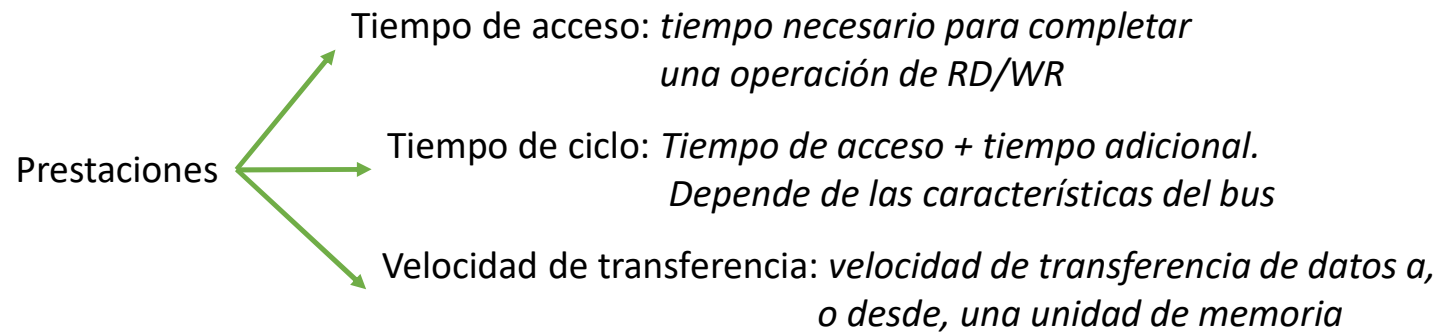 Tiempo de acceso: tiempo necesario para completar
una operación de RD/WR
Prestaciones
Tiempo de ciclo: Tiempo de acceso + tiempo adicional.
Depende de las características del bus
Velocidad de transferencia: velocidad de transferencia de datos a,
o desde, una unidad de memoria